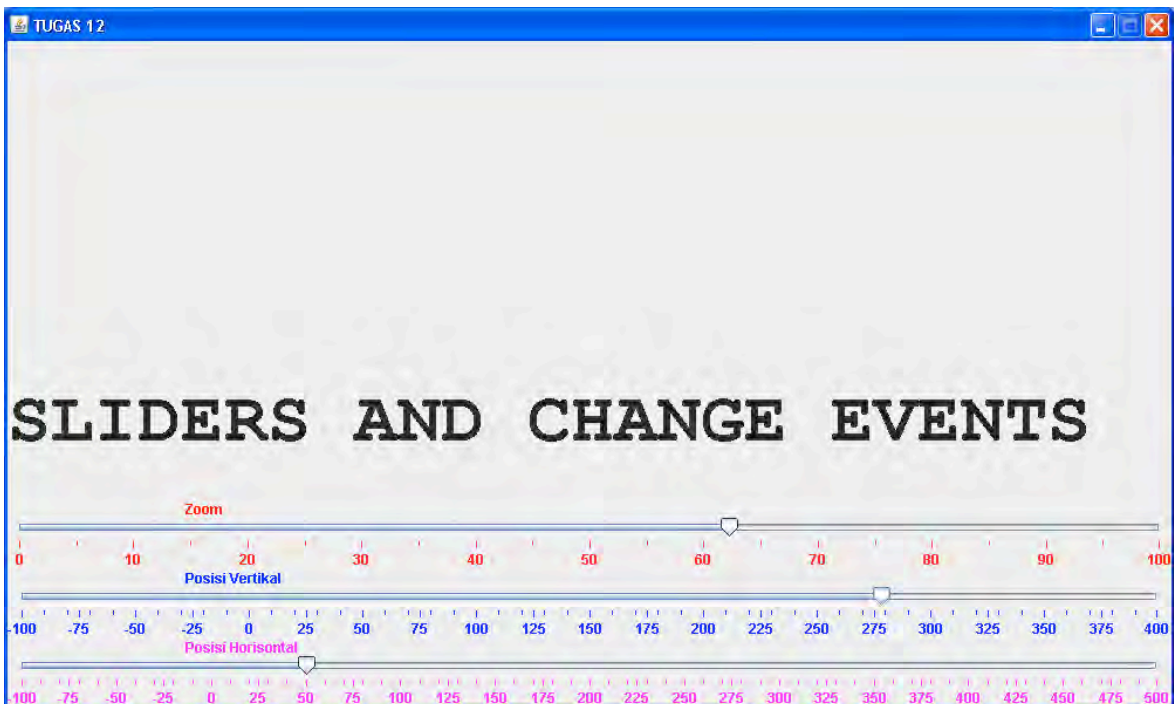 TUGAS 12
SLIDERS AND CHANGE EVENTS
Zoom
0 10 20 30 40 50 60 70 80 90 100
Posisi Vertikal
-100 -75 -50 -25 0 25 50 75 100 125 150 175 200 225 250 275 300 325 350 375 400
Posisi Horisontal
-100 -75 -50 -25 0 25 50 75 100 125 150 175 200 225 250 275 300 325 350 375 400 425 450 475 500